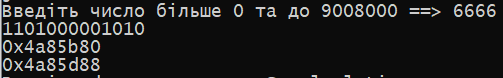 Введіть число більше 0 та до 9008000 ==> 6666
1101000001010
0x4a85b80
0x4a85d88